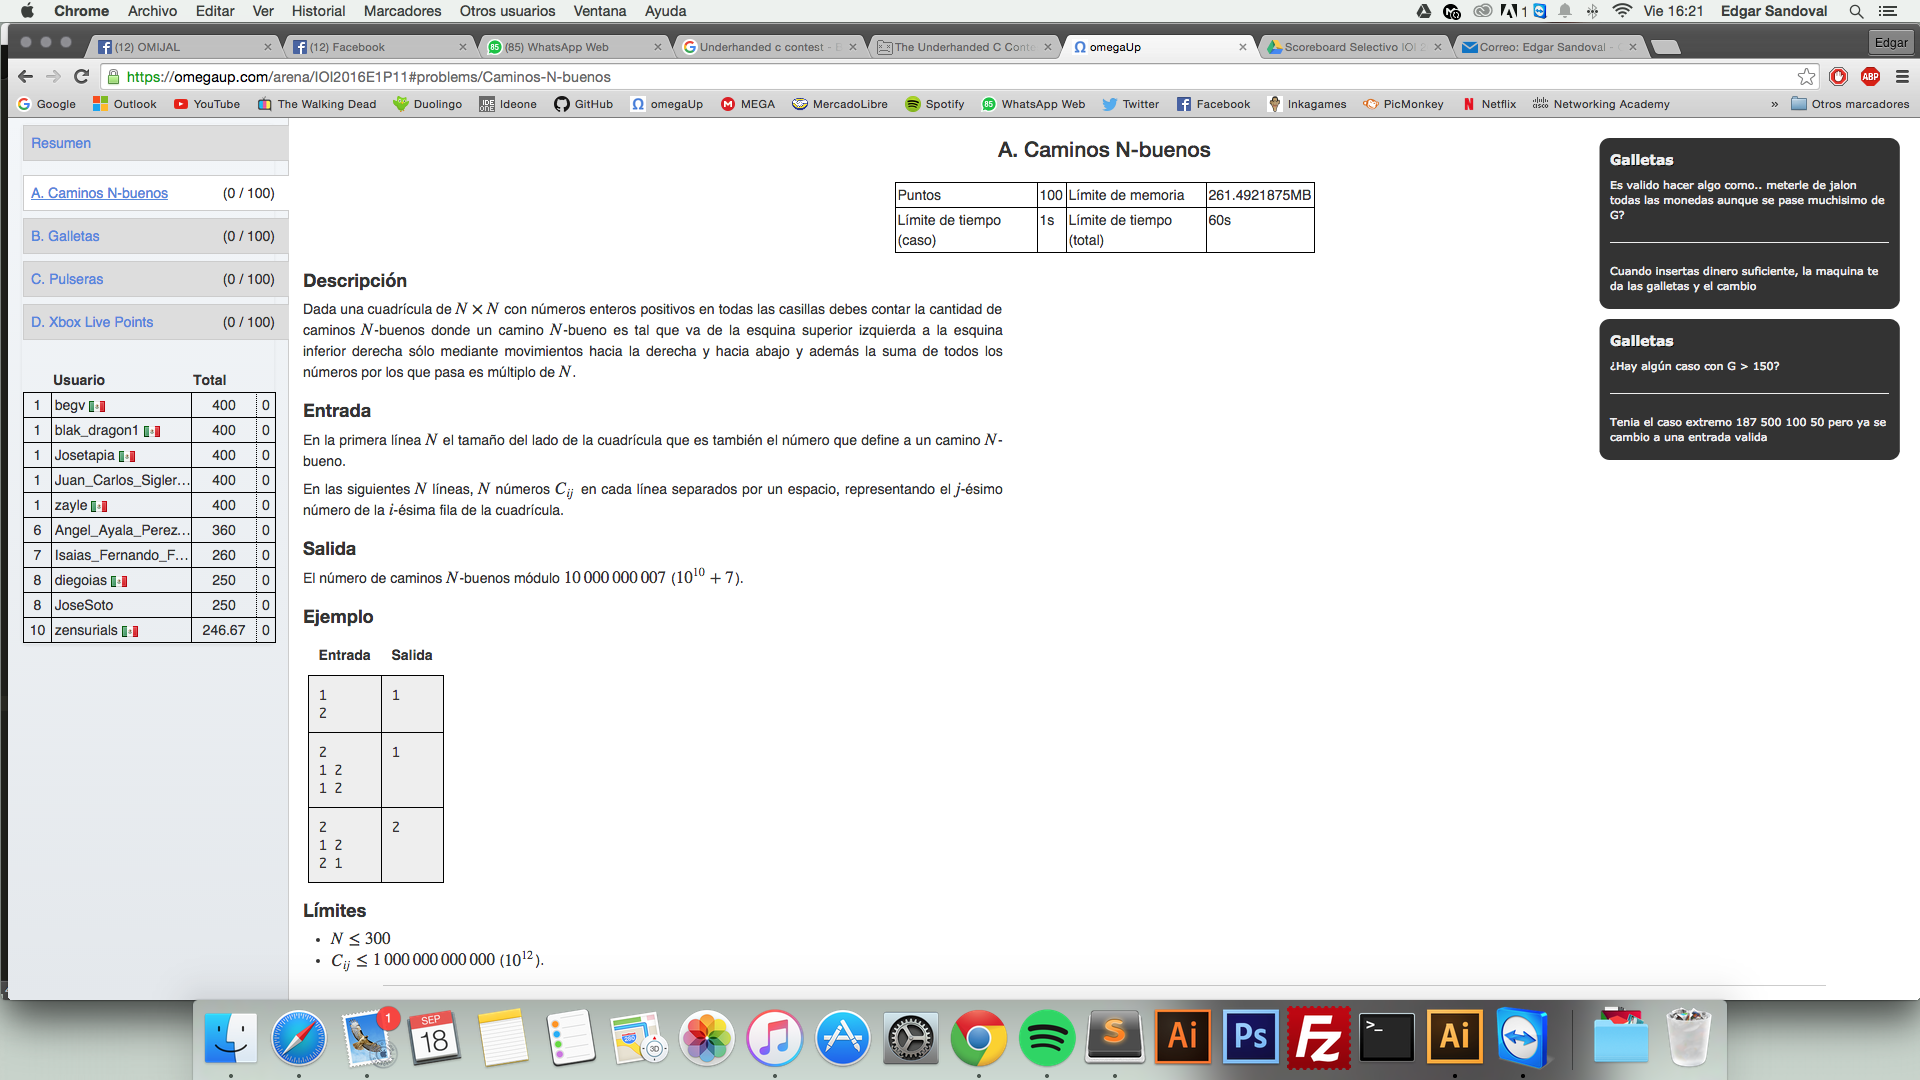 Chrome Archivo Editar Ver Historial Marcadores Otros usuarios Ventana Ayuda 1 Vie 16:21 Edgar Sandoval
(12) OMIJAL (12) Facebook (85) WhatsApp Web Underhanded c contest - The Underhanded C Conte omegaUp Scoreboard Selectivo IOI 2 Correo: Edgar Sandoval - Edgar
https://omegaup.com/arena/IOI2016E1P11#problems/Caminos-N-buenos ABP
Google Outlook YouTube The Walking Dead Duolingo Ideone GitHub omegaUp MEGA MercadoLibre Spotify WhatsApp Web Twitter Facebook Inkagames PicMonkey Netflix Networking Academy » Otros marcadores
Resumen
A. Caminos N-buenos (0 / 100)
B. Galletas (0 / 100)
C. Pulseras (0 / 100)
D. Xbox Live Points (0 / 100)
Usuario Total
1 begv 400 0
1 blak_dragon1 400 0
1 Josetapia 400 0
1 Juan_Carlos_Sigler... 400 0
1 zayle 400 0
6 Angel_Ayala_Perez... 360 0
7 Isaias_Fernando_F... 260 0
8 diegoias 250 0
8 JoseSoto 250 0
10 zensurials 246.67 0
A. Caminos N-buenos
Puntos 100 Límite de memoria 261.4921875MB
Límite de tiempo (caso) 1s Límite de tiempo (total) 60s
Descripción
Dada una cuadrícula de N × N con números enteros positivos en todas las casillas debes contar la cantidad de
caminos N-buenos donde un camino N-bueno es tal que va de la esquina superior izquierda a la esquina
inferior derecha sólo mediante movimientos hacia la derecha y hacia abajo y además la suma de todos los
números por los que pasa es múltiplo de N.
Entrada
En la primera línea N el tamaño del lado de la cuadrícula que es también el número que define a un camino N-
bueno.
En las siguientes N líneas, N números Cij en cada línea separados por un espacio, representando el j-ésimo
número de la i-ésima fila de la cuadrícula.
Salida
El número de caminos N-buenos módulo 10 000 000 007 (10^10 + 7).
Ejemplo
Entrada Salida
1 1
2
2 1
1 2
1 2
2 2
1 2
2 1
Límites
• N ≤ 300
• Cij ≤ 1 000 000 000 000 (10^12).
Galletas
Es valido hacer algo como.. meterle de jalon
todas las monedas aunque se pase muchisimo de
G?
Cuando insertas dinero suficiente, la maquina te
da las galletas y el cambio
Galletas
¿Hay algún caso con G > 150?
Tenia el caso extremo 187 500 100 50 pero ya se
cambio a una entrada valida
1 SEP 18 280 3D S Ai Ps Fz >_ Ai